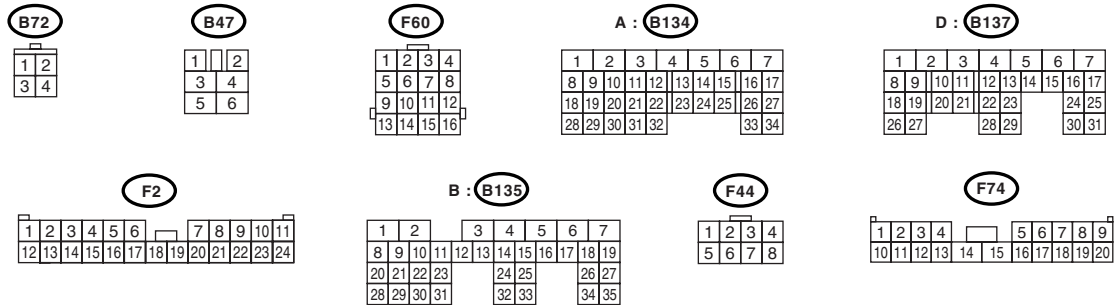 B72
1 2
3 4
B47
1 2
3 4
5 6
F60
1 2 3 4
5 6 7 8
9 10 11 12
13 14 15 16
A : B134
1 2 3 4 5 6 7
8 9 10 11 12 13 14 15 16 17
18 19 20 21 22 23 24 25 26 27
28 29 30 31 32 33 34
D : B137
1 2 3 4 5 6 7
8 9 10 11 12 13 14 15 16 17
18 19 20 21 22 23 24 25
26 27 28 29 30 31
F2
1 2 3 4 5 6 7 8 9 10 11
12 13 14 15 16 17 18 19 20 21 22 23 24
B : B135
1 2 3 4 5 6 7
8 9 10 11 12 13 14 15 16 17 18 19
20 21 22 23 24 25 26 27
28 29 30 31 32 33 34 35
F44
1 2 3 4
5 6 7 8
F74
1 2 3 4 5 6 7 8 9
10 11 12 13 14 15 16 17 18 19 20